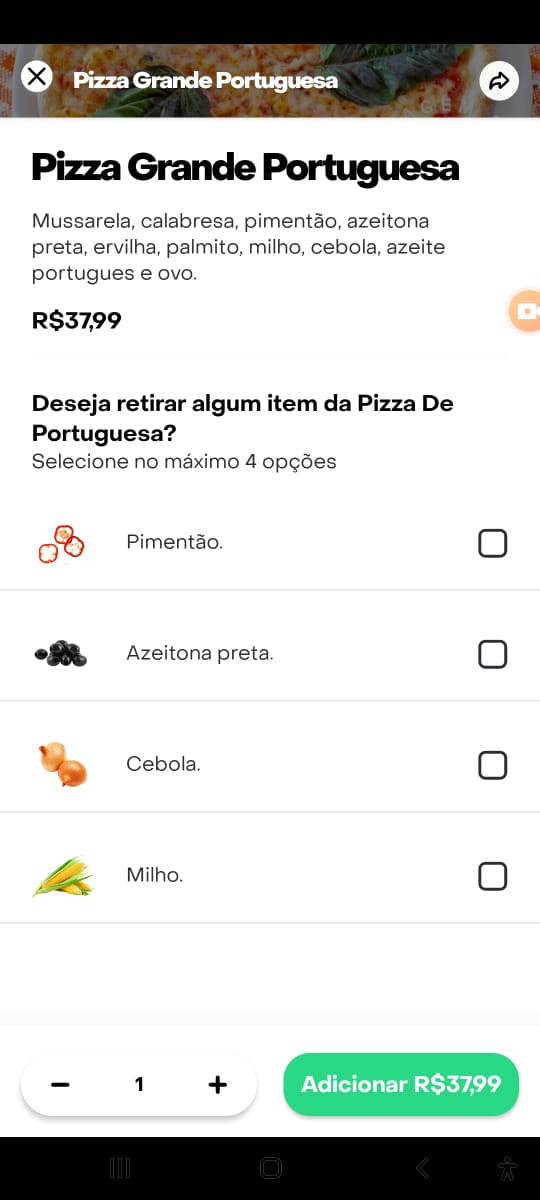 Pizza Grande Portuguesa
Pizza Grande Portuguesa
Mussarela, calabresa, pimentão, azeitona
preta, ervilha, palmito, milho, cebola, azeite
portugues e ovo.
R$37,99
Deseja retirar algum item da Pizza De
Portuguesa?
Selecione no máximo 4 opções
Pimentão.
Azeitona preta.
Cebola.
Milho.
1
Adicionar R$37,99